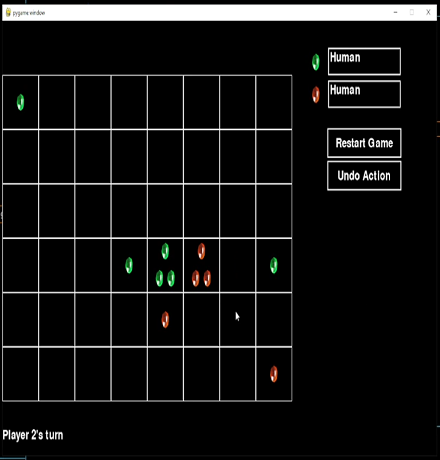 pygame window
Human
Human
Restart Game
Undo Action
Player 2's turn